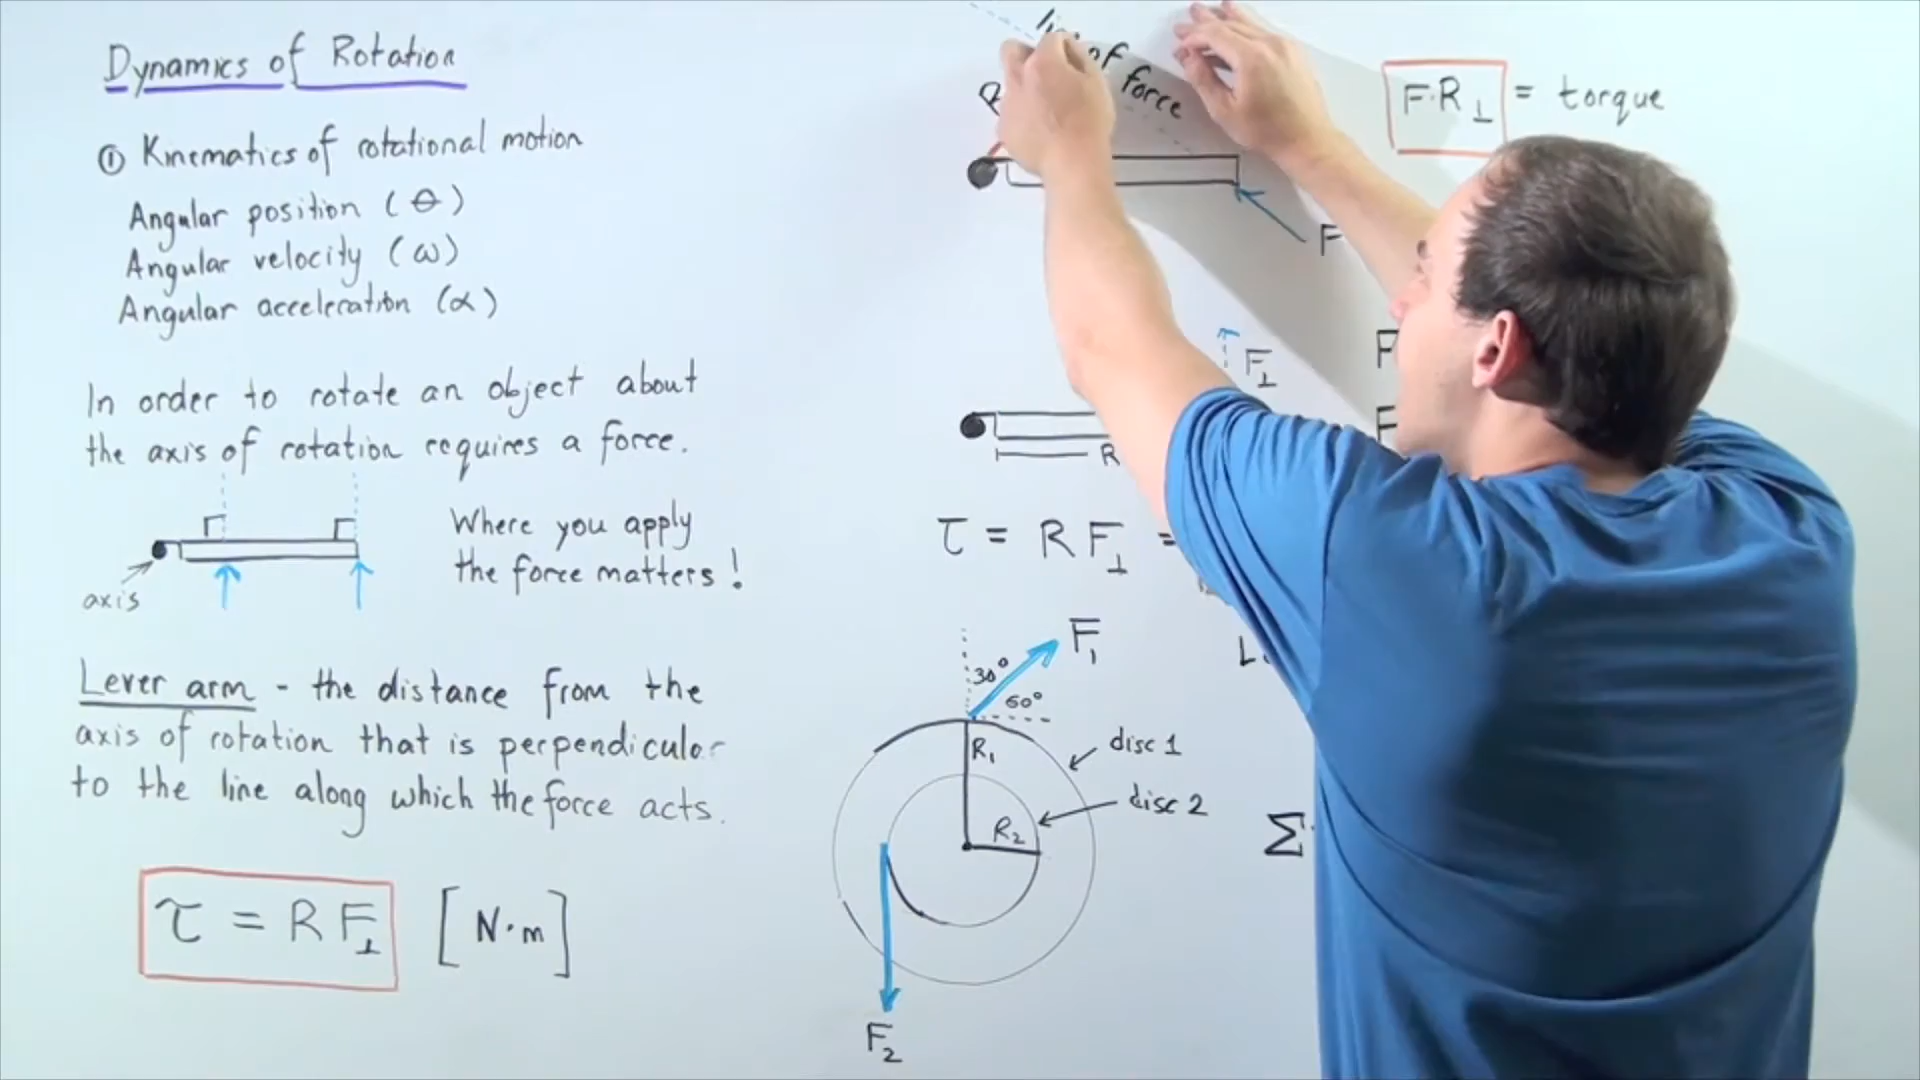 Dynamics of Rotation
① Kinematics of rotational motion
Angular position (θ)
Angular velocity (ω)
Angular acceleration (α)
In order to rotate an object about
the axis of rotation requires a force.
axis
Where you apply
the force matters!
Lever arm - the distance from the
axis of rotation that is perpendicular
to the line along which the force acts.
τ = R F⊥ [N·m]
of force
F
F·R⊥ = torque
F⊥
R
τ = R F⊥ =
F₁
30°
60°
R₁
disc 1
disc 2
R₂
F₂
Σ